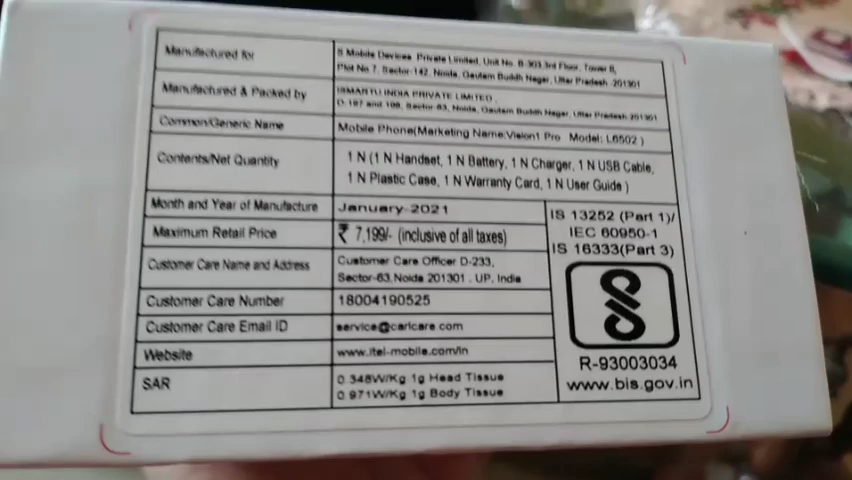 Manufactured for
S Mobile Devices Private Limited, Unit No. B-303,3rd Floor, Tower B,
Plot No 7, Sector-142, Noida, Gautam Buddh Nagar, Uttar Pradesh -201301
Manufactured & Packed by
ISMARTU INDIA PRIVATE LIMITED,
Sector-63, Noida, Gautam Buddh Nagar, Uttar Pradesh 201301
Common/Generic Name
Mobile Phone(Marketing Name:Vision1 Pro Model: L6502 )
Contents/Net Quantity
1 N (1 N Handset, 1 N Battery, 1 N Charger, 1 N USB Cable,
1 N Plastic Case, 1 N Warranty Card, 1 N User Guide )
Month and Year of Manufacture
January-2021
Maximum Retail Price
₹ 7,199/- (inclusive of all taxes)
Customer Care Name and Address
Customer Care Officer D-233,
Sector-63,Noida 201301 . UP, India
Customer Care Number
18004190525
Customer Care Email ID
service@carlcare.com
Website
www.itel-mobile.com/in
SAR
0.348W/Kg 1g Head Tissue
0.971W/Kg 1g Body Tissue
IS 13252 (Part 1)/
IEC 60950-1
IS 16333(Part 3)
R-93003034
www.bis.gov.in